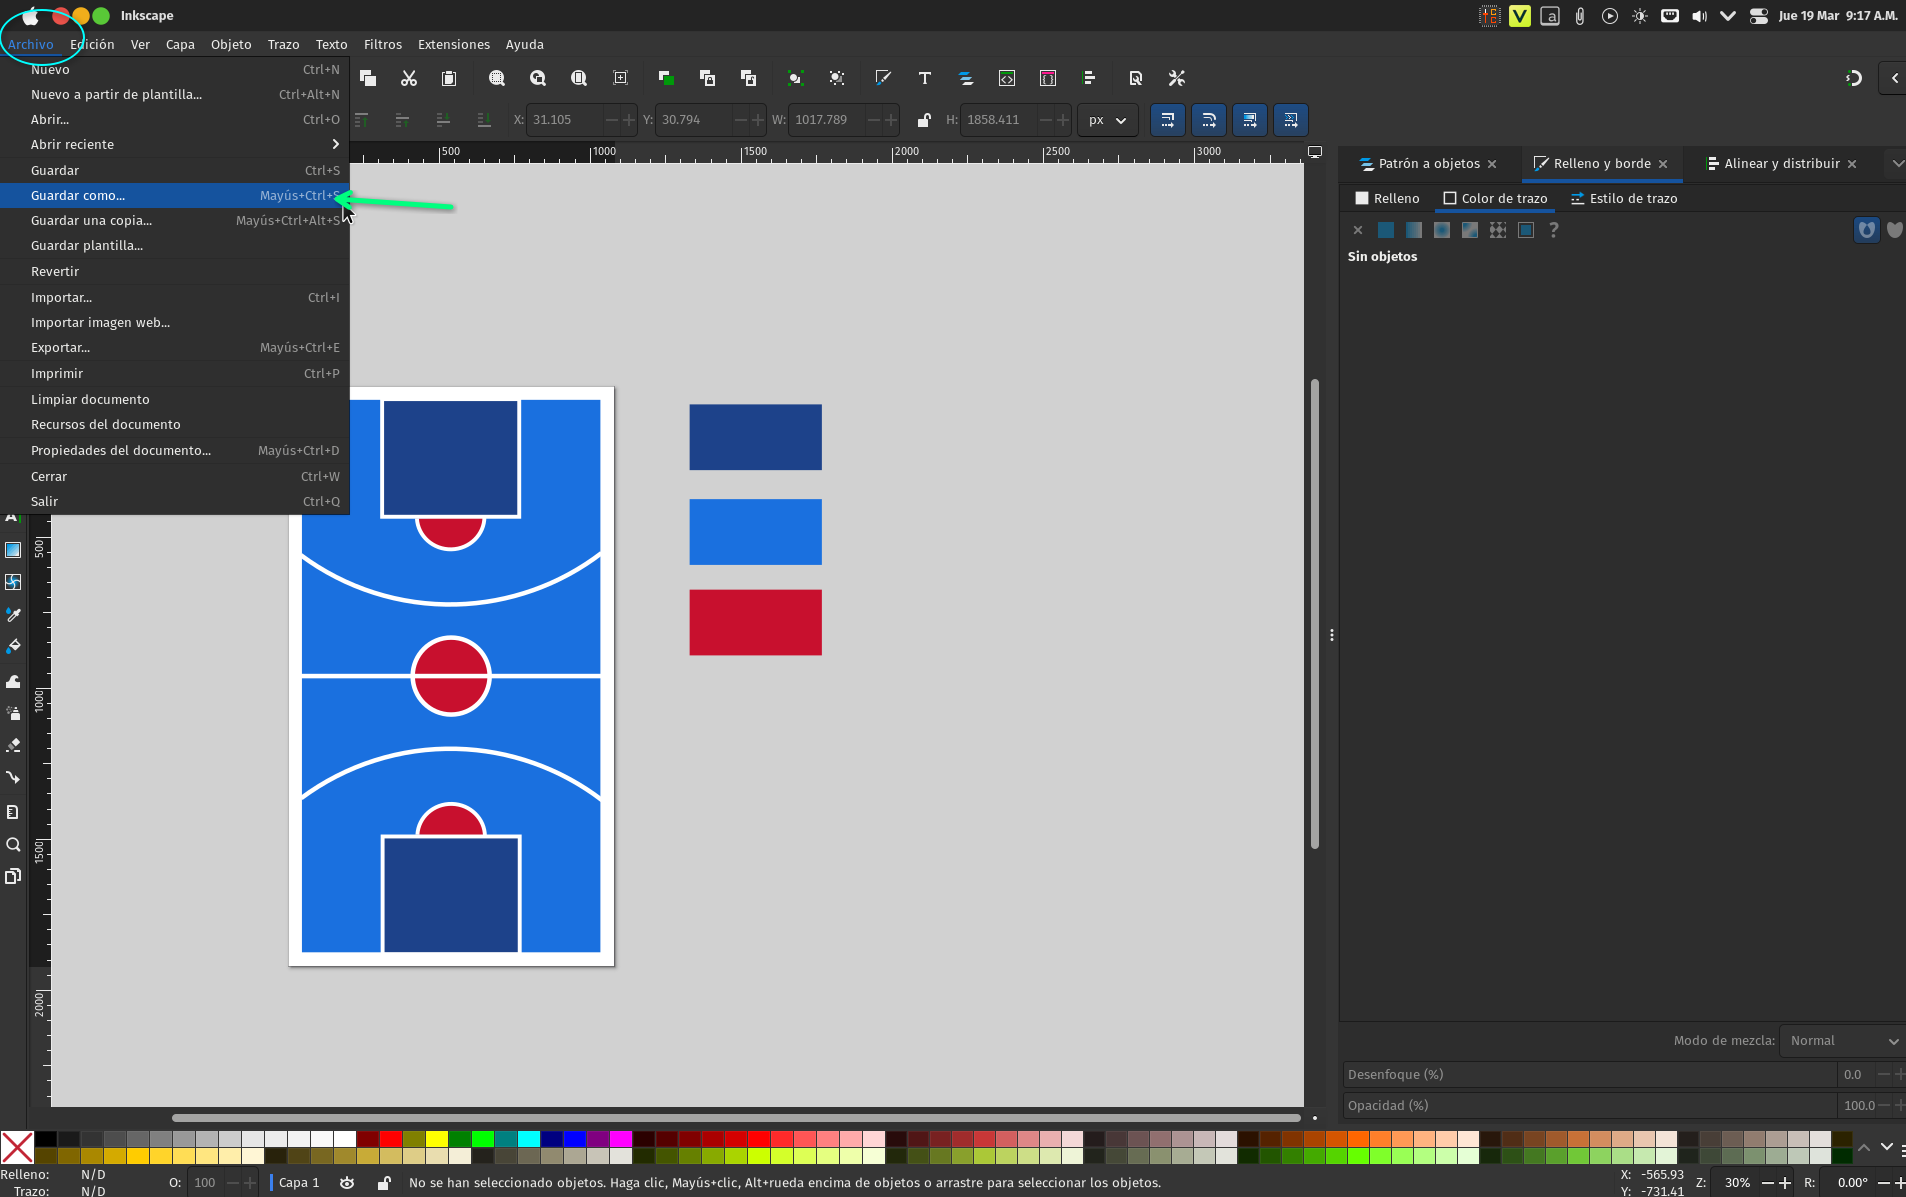 Inkscape
Jue 19 Mar 9:17 A.M.
Archivo Edición Ver Capa Objeto Trazo Texto Filtros Extensiones Ayuda
Nuevo Ctrl+N
Nuevo a partir de plantilla... Ctrl+Alt+N
Abrir... Ctrl+O
Abrir reciente
Guardar Ctrl+S
Guardar como... Mayús+Ctrl+S
Guardar una copia... Mayús+Ctrl+Alt+S
Guardar plantilla...
Revertir
Importar... Ctrl+I
Importar imagen web...
Exportar... Mayús+Ctrl+E
Imprimir Ctrl+P
Limpiar documento
Recursos del documento
Propiedades del documento... Mayús+Ctrl+D
Cerrar Ctrl+W
Salir Ctrl+Q
X: 31.105 Y: 30.794 W: 1017.789 H: 1858.411 px
500 1000 1500 2000 2500 3000
500
1000
1500
2000
Patrón a objetos Relleno y borde Alinear y distribuir
Relleno Color de trazo Estilo de trazo
?
Sin objetos
Modo de mezcla: Normal
Desenfoque (%) 0.0
Opacidad (%) 100.0
Relleno: N/D
Trazo: N/D
O: 100
Capa 1
No se han seleccionado objetos. Haga clic, Mayús+clic, Alt+rueda encima de objetos o arrastre para seleccionar los objetos.
X: -565.93
Y: -731.41
Z: 30%
R: 0.00°